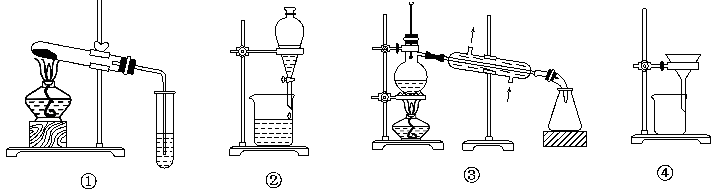 ① ② ③ ④